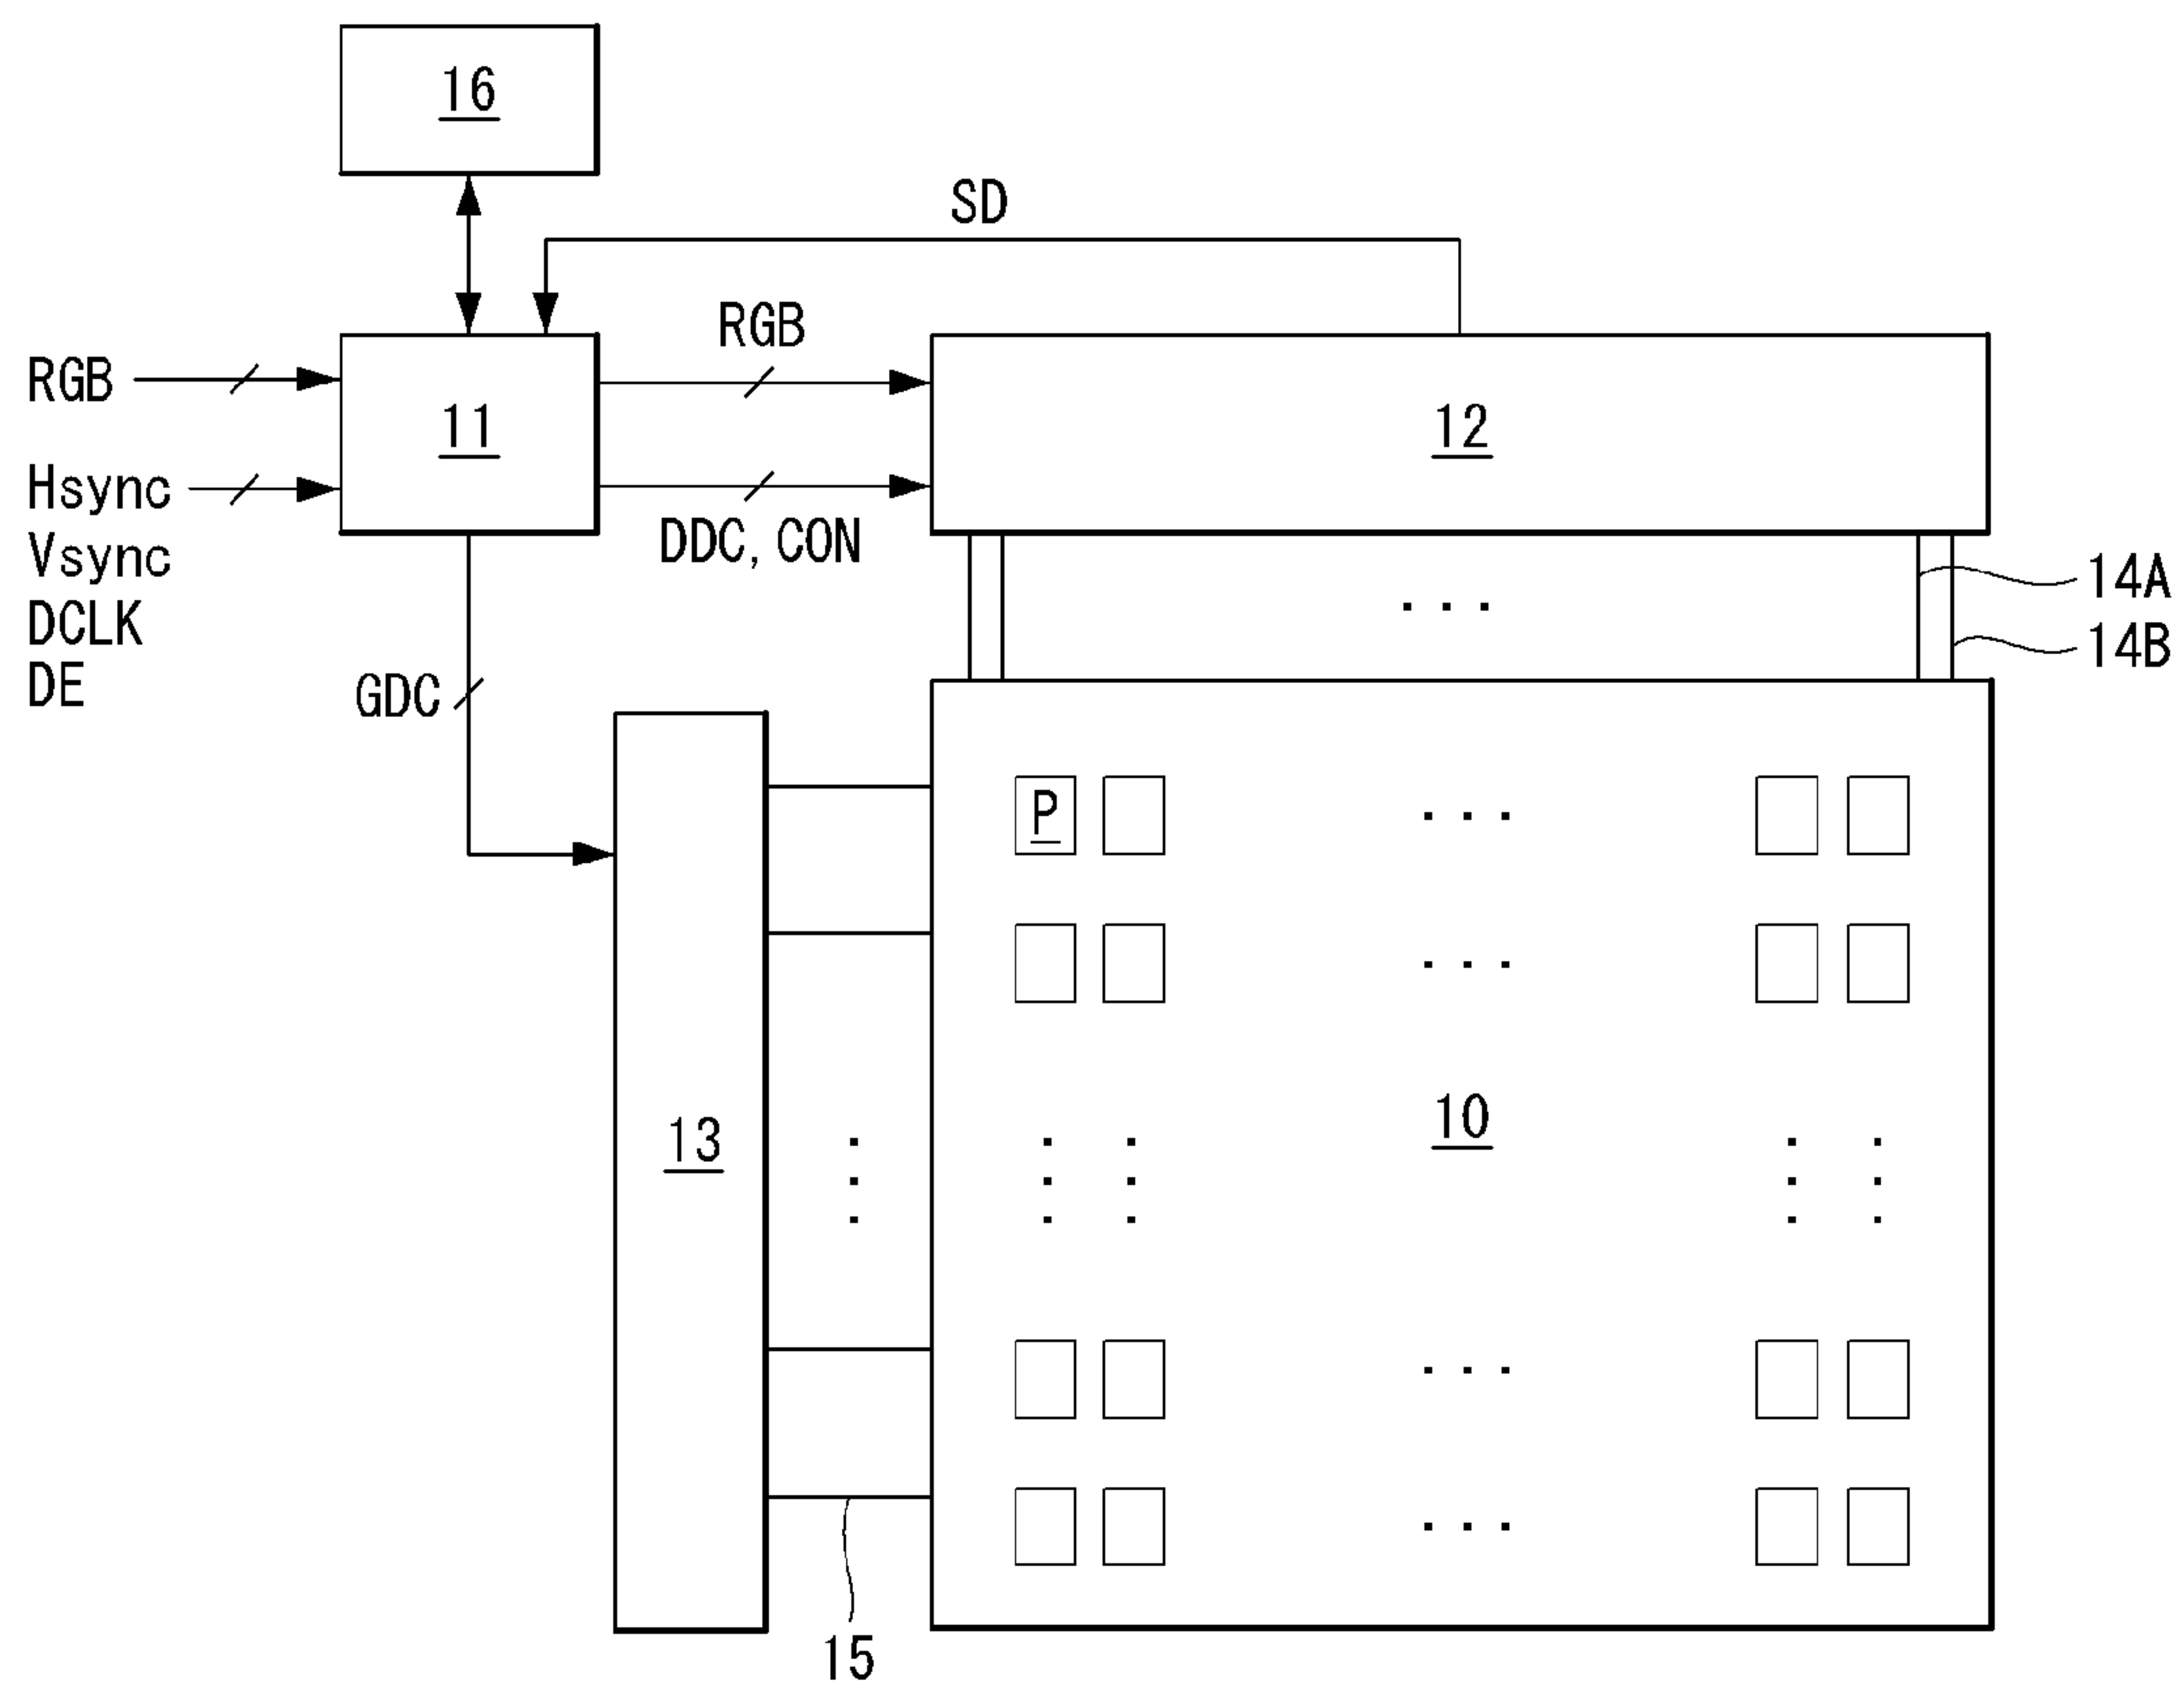 16
SD
RGB
RGB
11
12
Hsync
DDC, CON
Vsync
14A
DCLK
14B
DE
GDC
P
10
13
15